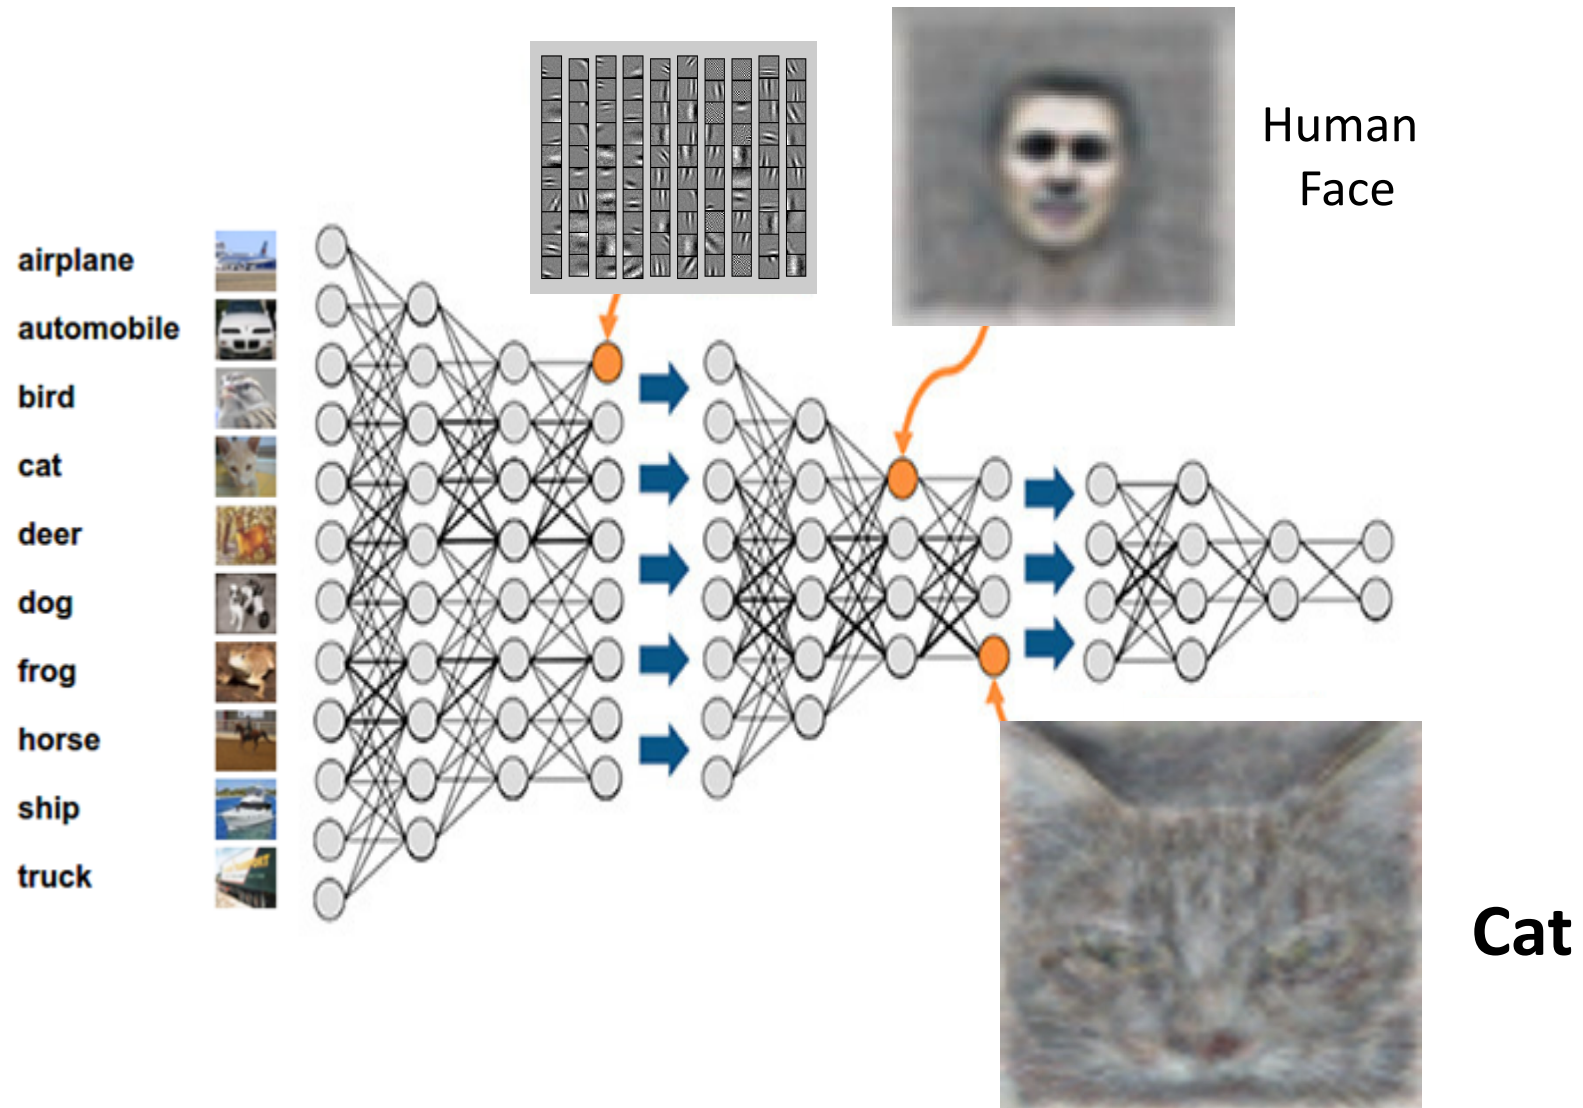 Human
Face
airplane
automobile
bird
cat
deer
dog
frog
horse
ship
truck
Cat